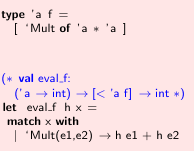 type 'a f =
[ `Mult of 'a * 'a ]
(* val eval_f:
('a → int) → [< 'a f] → int *)
let eval_f h x =
match x with
| `Mult(e1,e2) → h e1 + h e2